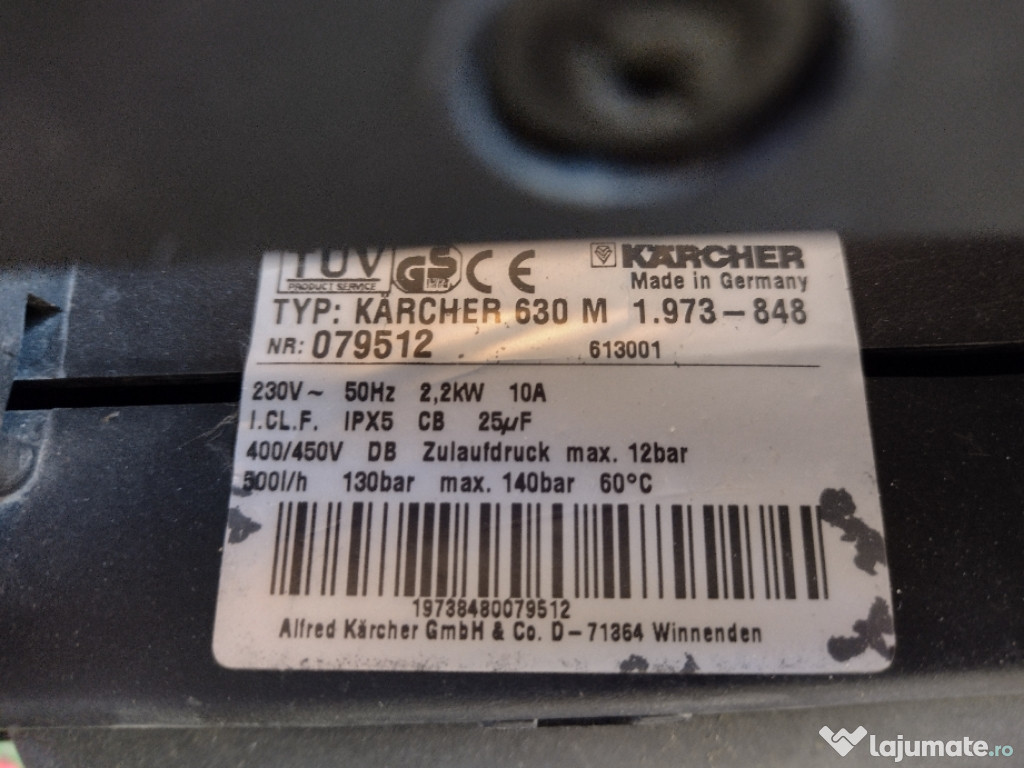 TÜV
PRODUCT SERVICE
GS CE KÄRCHER
Made in Germany
TYP: KÄRCHER 630 M 1.973-848
NR: 079512 613001
230V~ 50Hz 2,2kW 10A
I.CL.F. IPX5 CB 25µF
400/450V DB Zulaufdruck max. 12bar
500l/h 130bar max. 140bar 60°C
19738480079512
Alfred Kärcher GmbH & Co. D-71364 Winnenden
lajumate.ro